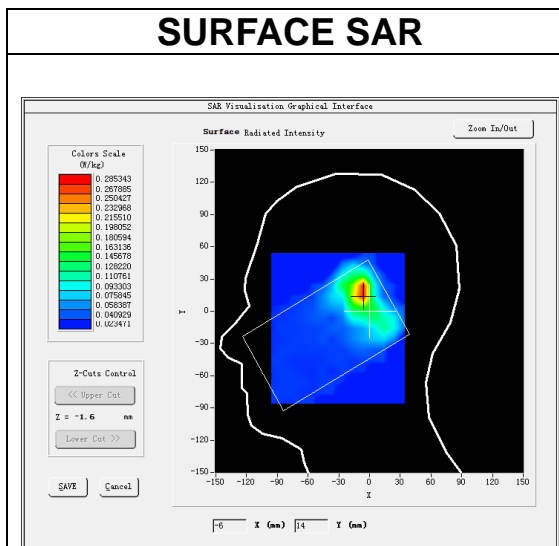 SURFACE SAR
SAR Visualisation Graphical Interface
Surface Radiated Intensity
Zoom In/Out
Colors Scale
(W/kg)
0.285343
0.267885
0.250427
0.232968
0.215510
0.198052
0.180594
0.163136
0.145678
0.128220
0.110761
0.093303
0.075845
0.058387
0.040929
0.023471
Z-Cuts Control
<< Upper Cut
Z = -1.6 mm
Lower Cut >>
SAVE Cancel
150
120
90
60
30
0
-30
-60
-90
-120
-150
Y
-150 -120 -90 -60 -30 0 30 60 90 120 150
X
-6 X (mm) 14 Y (mm)